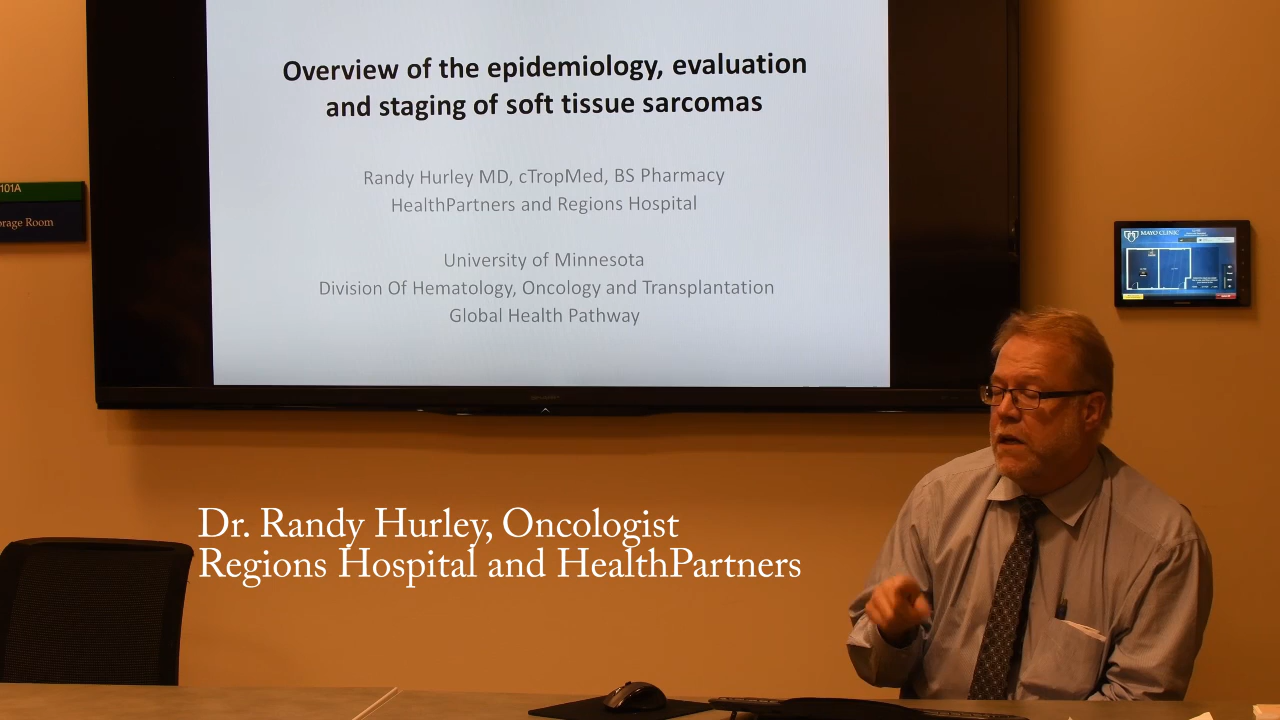 Overview of the epidemiology, evaluation
and staging of soft tissue sarcomas
Randy Hurley MD, cTropMed, BS Pharmacy
HealthPartners and Regions Hospital
University of Minnesota
Division Of Hematology, Oncology and Transplantation
Global Health Pathway
101A
orage Room
MAYO CLINIC
Dr. Randy Hurley, Oncologist
Regions Hospital and HealthPartners